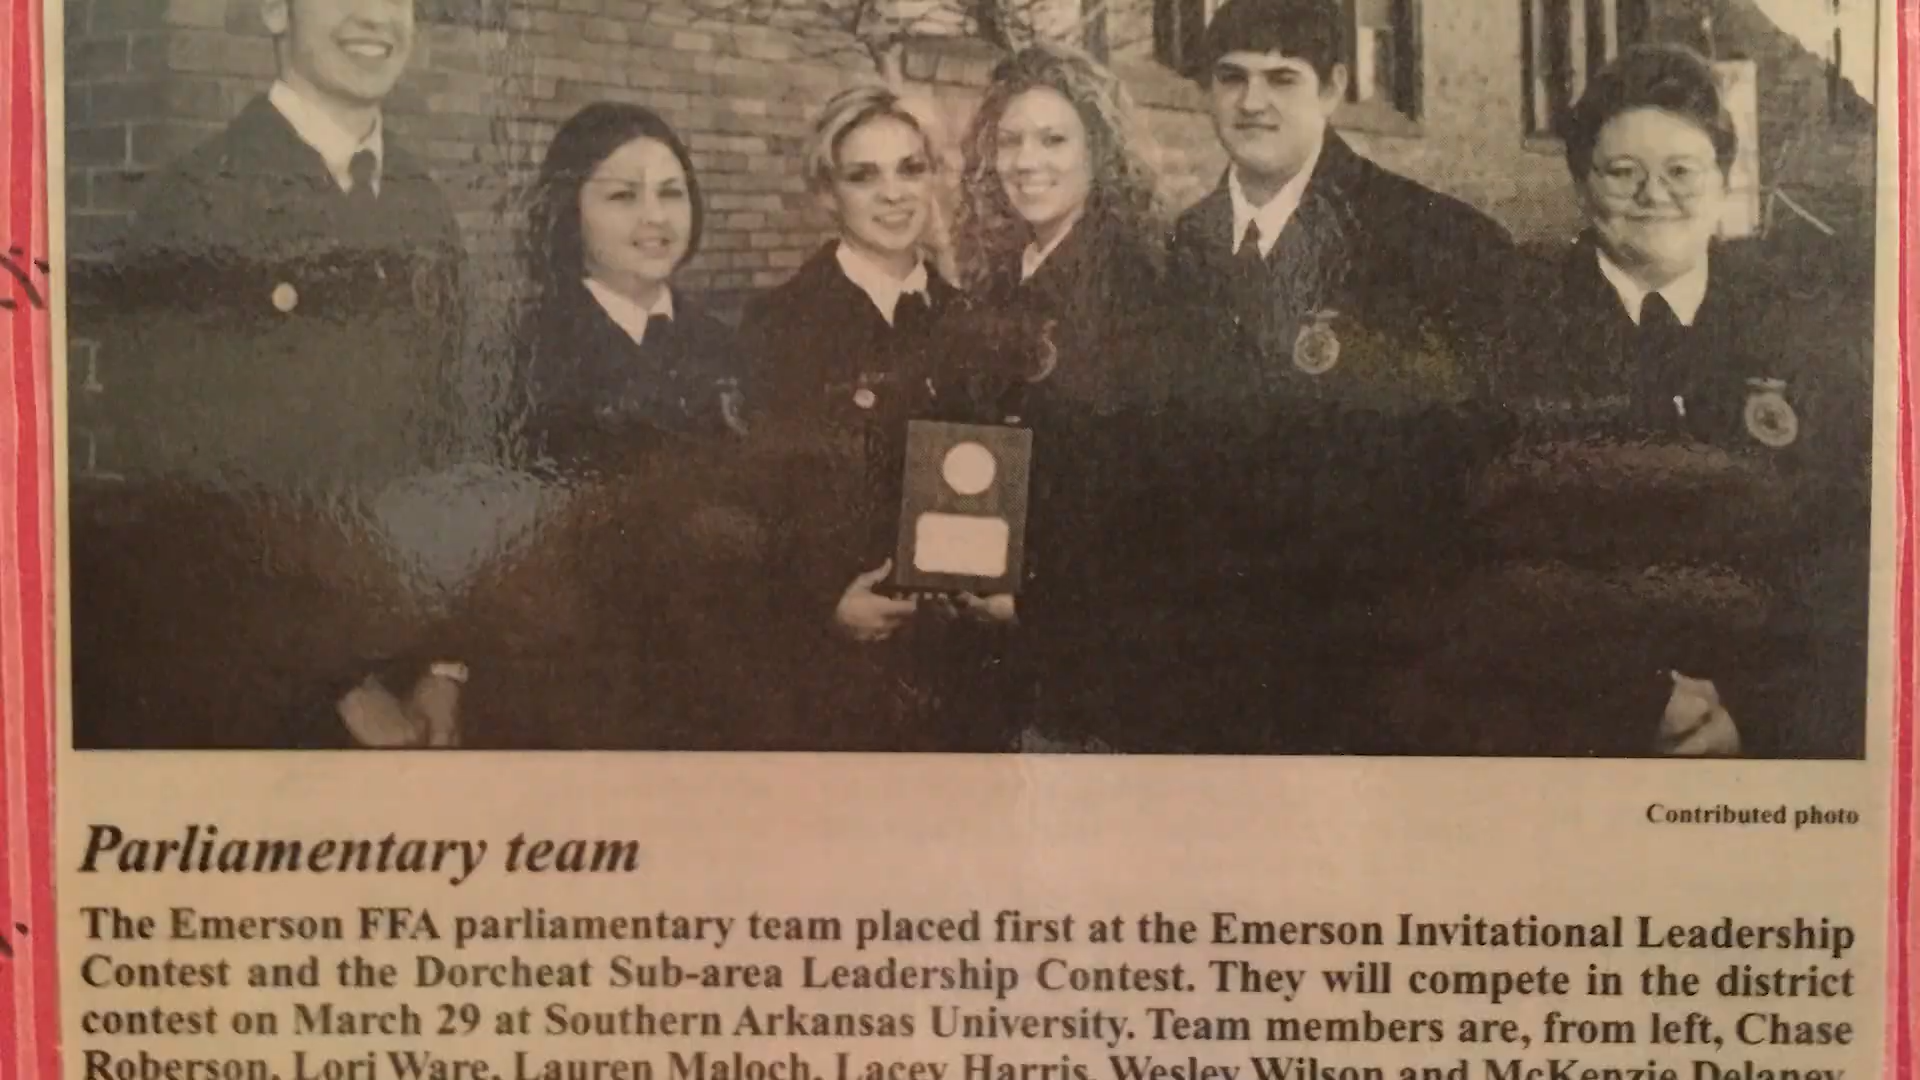 Contributed photo
Parliamentary team
The Emerson FFA parliamentary team placed first at the Emerson Invitational Leadership
Contest and the Dorcheat Sub-area Leadership Contest. They will compete in the district
contest on March 29 at Southern Arkansas University. Team members are, from left, Chase
Roberson, Lori Ware, Lauren Maloch, Lacey Harris, Wesley Wilson and McKenzie Delaney.